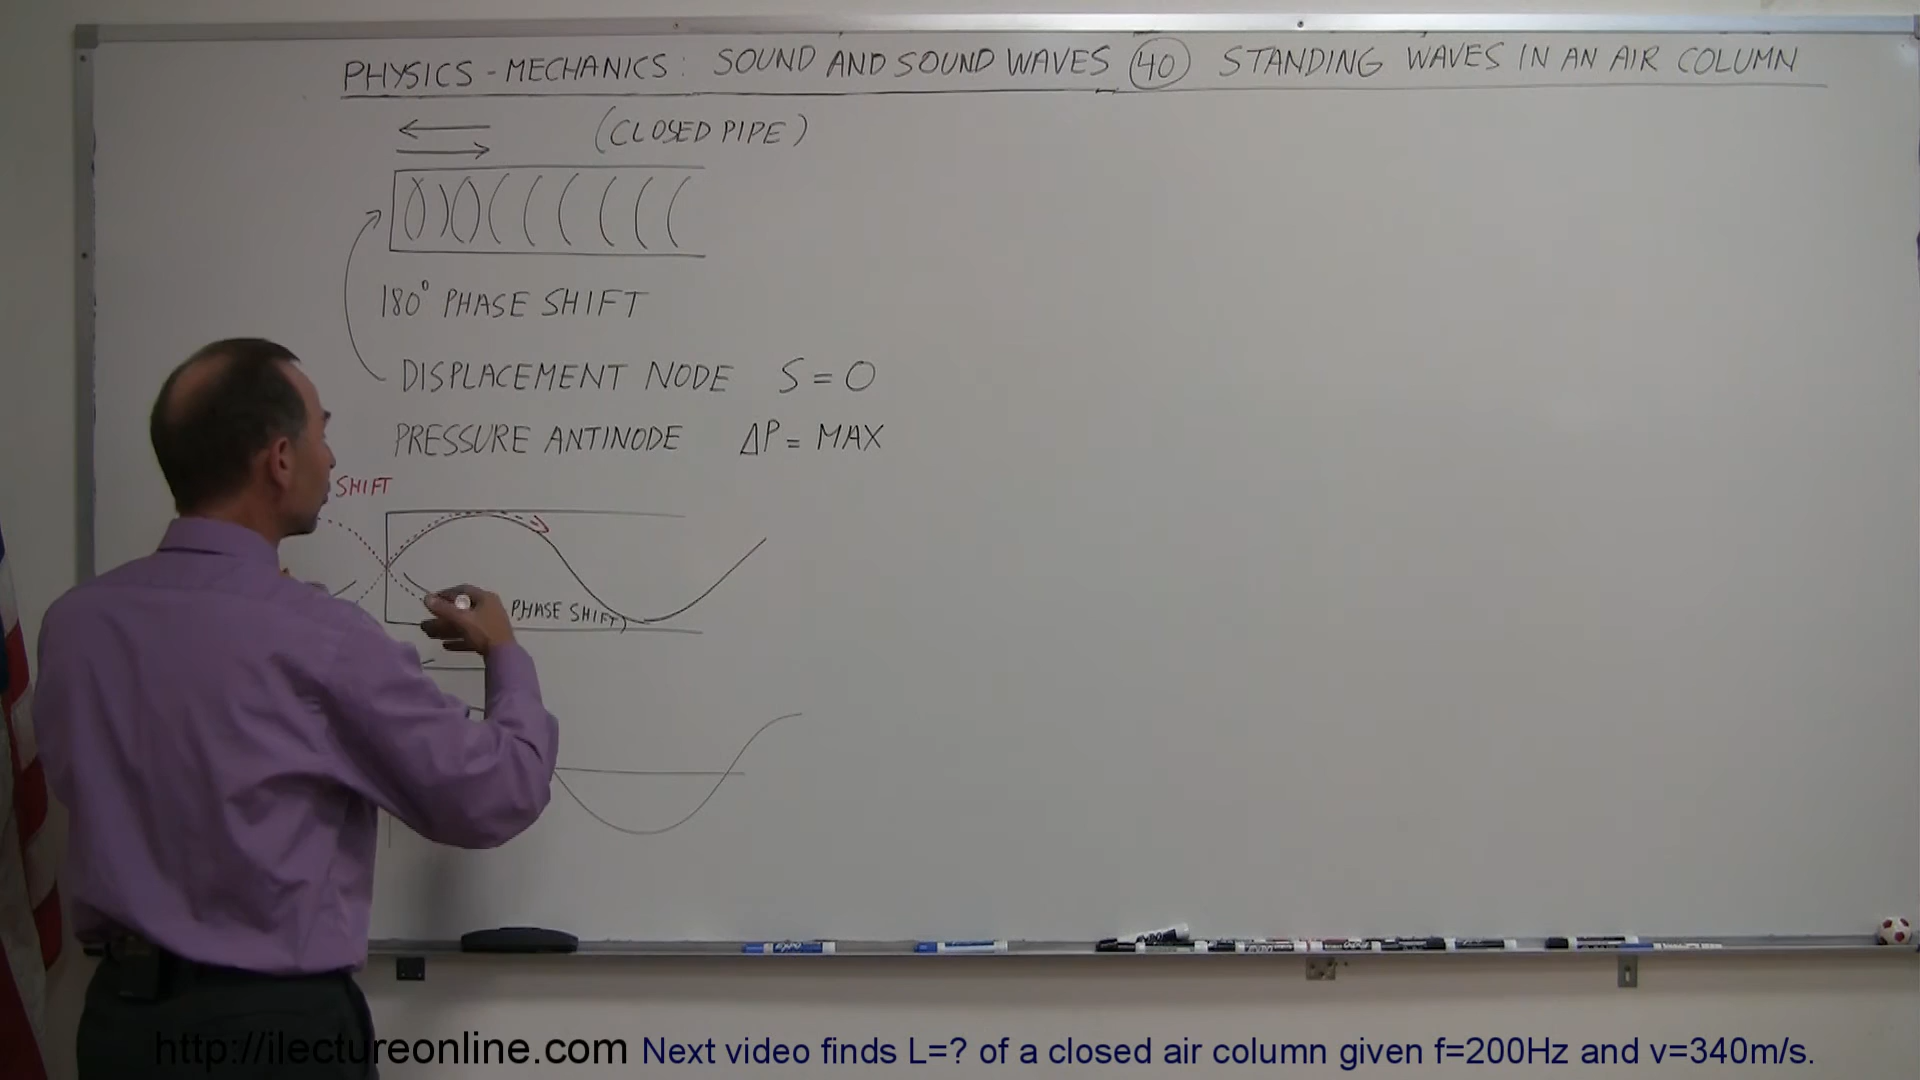 PHYSICS - MECHANICS: SOUND AND SOUND WAVES 40 STANDING WAVES IN AN AIR COLUMN
(CLOSED PIPE)
180° PHASE SHIFT
DISPLACEMENT NODE S = 0
PRESSURE ANTINODE ΔP = MAX
SHIFT
PHASE SHIFT)
http://ilectureonline.com Next video finds L=? of a closed air column given f=200Hz and v=340m/s.